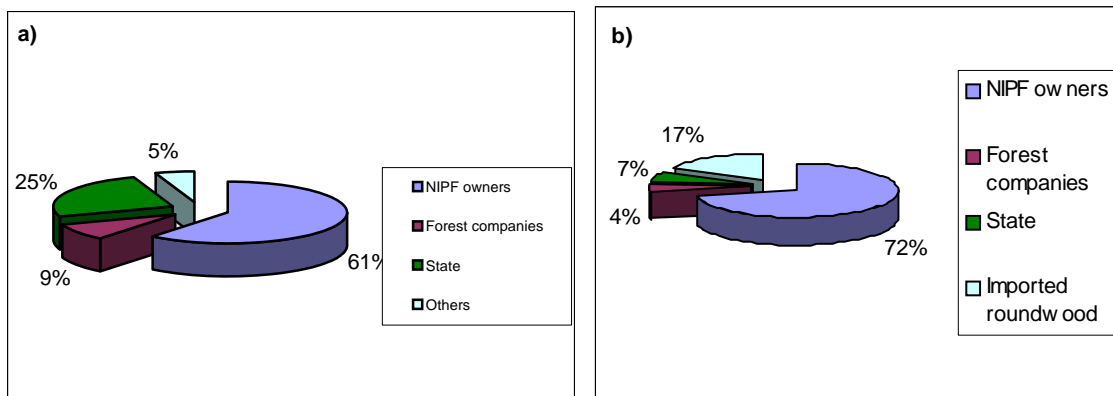 a)
5%
25%
9%
61%
NIPF owners
Forest companies
State
Others
b)
17%
7%
4%
72%
NIPF ow ners
Forest
companies
State
Imported
roundw ood